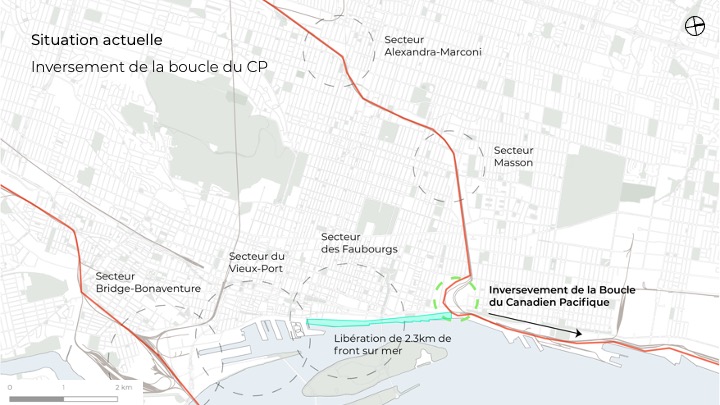 Situation actuelle
Inversement de la boucle du CP
Secteur
Alexandra-Marconi
Secteur
Masson
Secteur
des Faubourgs
Secteur du
Vieux-Port
Secteur
Bridge-Bonaventure
Inversevement de la Boucle
du Canadien Pacifique
Libération de 2.3km de
front sur mer
0 1 2 km